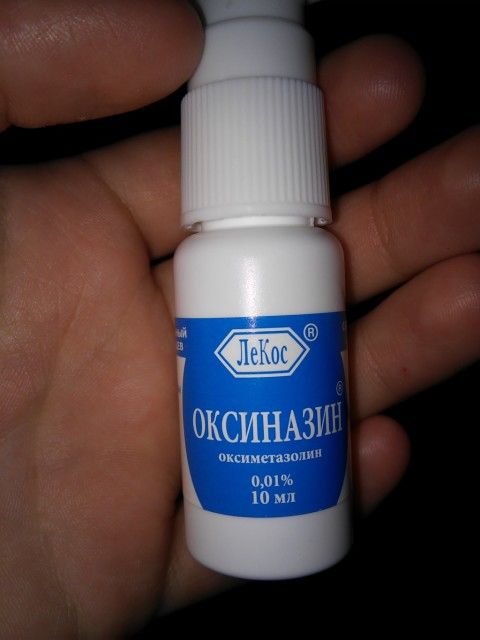 ЛеКос ®
ОКСИНАЗИН ®
оксиметазолин
0,01%
10 мл